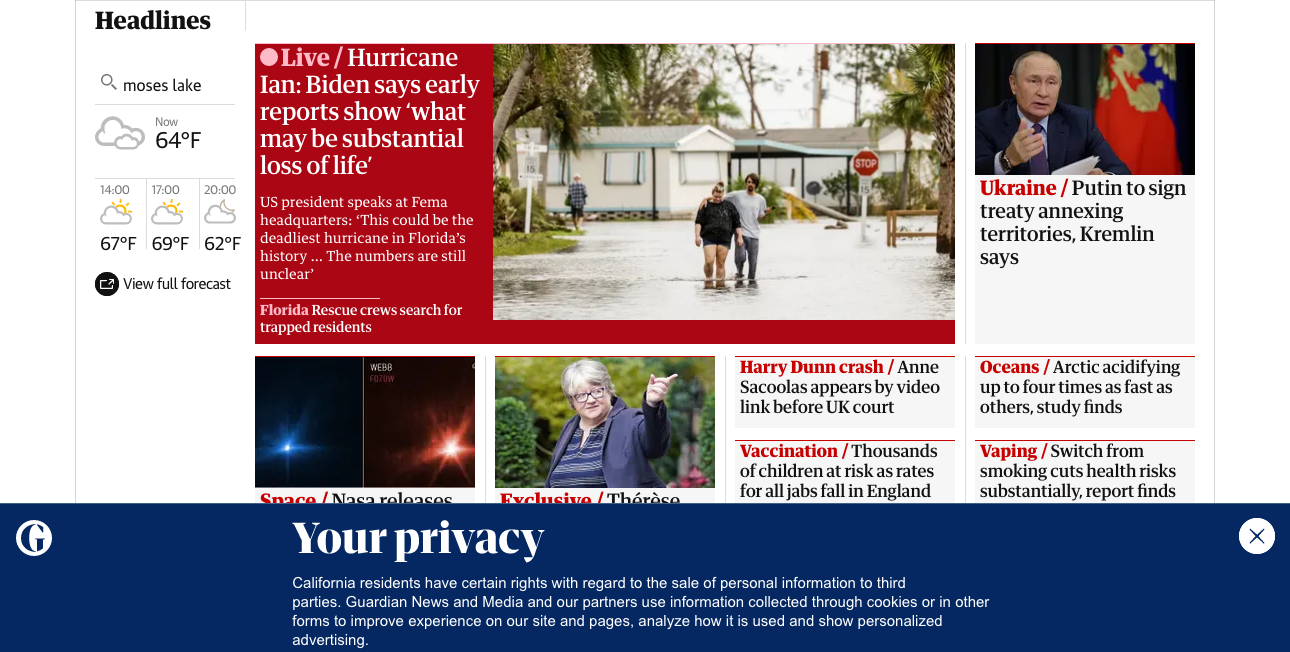 Headlines
moses lake
Now
64°F
14:00 17:00 20:00
67°F 69°F 62°F
View full forecast
Live / Hurricane
Ian: Biden says early
reports show ‘what
may be substantial
loss of life’
US president speaks at Fema
headquarters: ‘This could be the
deadliest hurricane in Florida’s
history ... The numbers are still
unclear’
Florida Rescue crews search for
trapped residents
15
STOP
15
Ukraine / Putin to sign
treaty annexing
territories, Kremlin
says
WEBB
F070W
Space / Nasa releases
Exclusive / Thérèse
Harry Dunn crash / Anne
Sacoolas appears by video
link before UK court
Vaccination / Thousands
of children at risk as rates
for all jabs fall in England
Oceans / Arctic acidifying
up to four times as fast as
others, study finds
Vaping / Switch from
smoking cuts health risks
substantially, report finds
G
Your privacy
California residents have certain rights with regard to the sale of personal information to third
parties. Guardian News and Media and our partners use information collected through cookies or in other
forms to improve experience on our site and pages, analyze how it is used and show personalized
advertising.